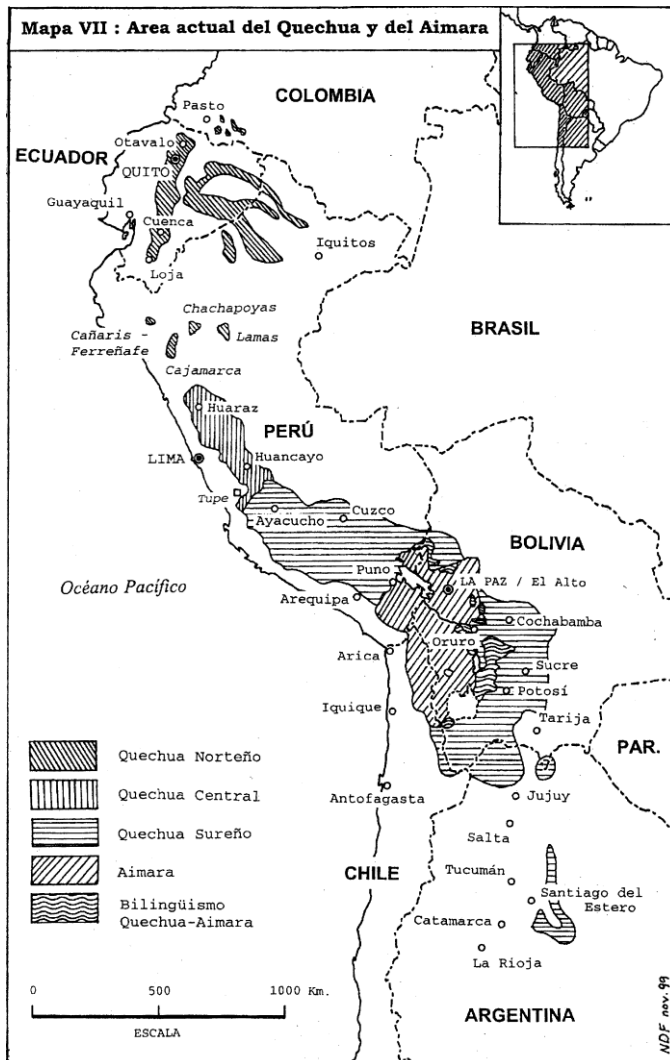 Mapa VII : Area actual del Quechua y del Aimara
COLOMBIA
Pasto
ECUADOR
Otavalo
QUITO
Guayaquil
Cuenca
Loja
Iquitos
Chachapoyas
Cañaris -
Ferreñafe
Lamas
Cajamarca
BRASIL
Huaraz
PERÚ
LIMA
Huancayo
Tupe
Ayacucho
Cuzco
BOLIVIA
Puno
LA PAZ / El Alto
Océano Pacífico
Arequipa
Cochabamba
Oruro
Arica
Sucre
Potosí
Iquique
Tarija
PAR.
Antofagasta
Jujuy
Salta
CHILE
Tucumán
Santiago del
Estero
Catamarca
La Rioja
ARGENTINA
Quechua Norteño
Quechua Central
Quechua Sureño
Aimara
Bilingüismo
Quechua-Aimara
0 500 1000 Km.
ESCALA
NDF nov. 99